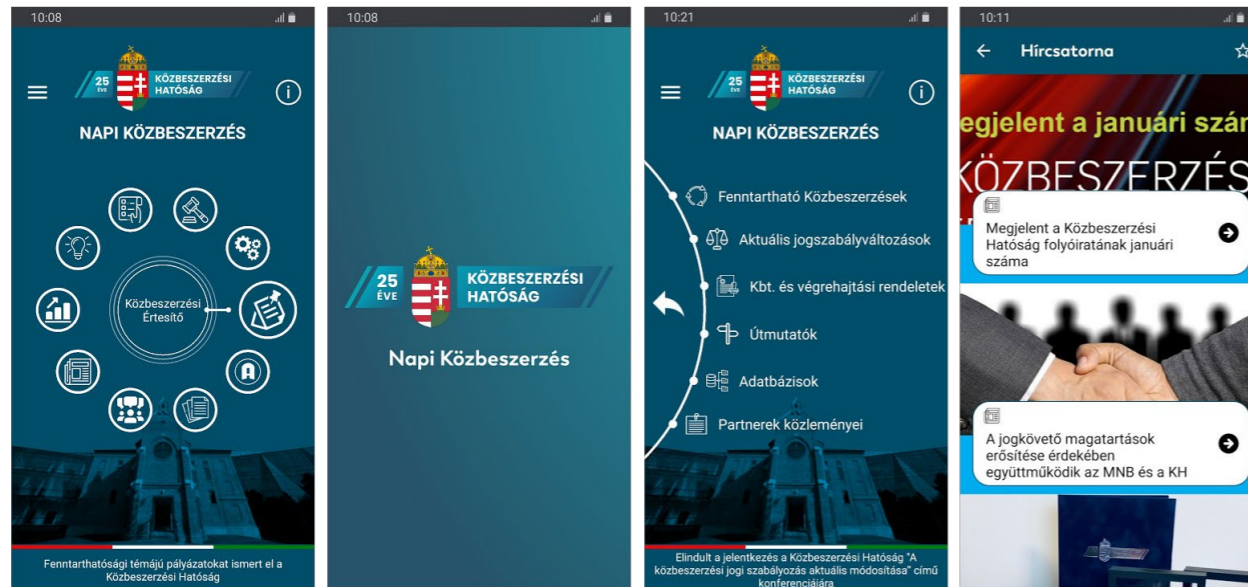 10:08
25
ÉVE
KÖZBESZERZÉSI
HATÓSÁG
NAPI KÖZBESZERZÉS
Közbeszerzési
Értesítő
Fenntarthatósági témájú pályázatokat ismert el a
Közbeszerzési Hatóság
10:08
25
ÉVE
KÖZBESZERZÉSI
HATÓSÁG
Napi Közbeszerzés
10:21
25
ÉVE
KÖZBESZERZÉSI
HATÓSÁG
NAPI KÖZBESZERZÉS
Fenntartható Közbeszerzések
Aktuális jogszabályváltozások
Kbt. és végrehajtási rendeletek
Útmutatók
Adatbázisok
Partnerek közleményei
Elindult a jelentkezés a Közbeszerzési Hatóság "A
közbeszerzési jogi szabályozás aktuális módosítása" című
konferenciájára
10:11
Hírcsatorna
egjelent a januári szár
KÖZBESZERZÉS
Megjelent a Közbeszerzési
Hatóság folyóiratának januári
száma
A jogkövető magatartások
erősítése érdekében
együttműködik az MNB és a KH